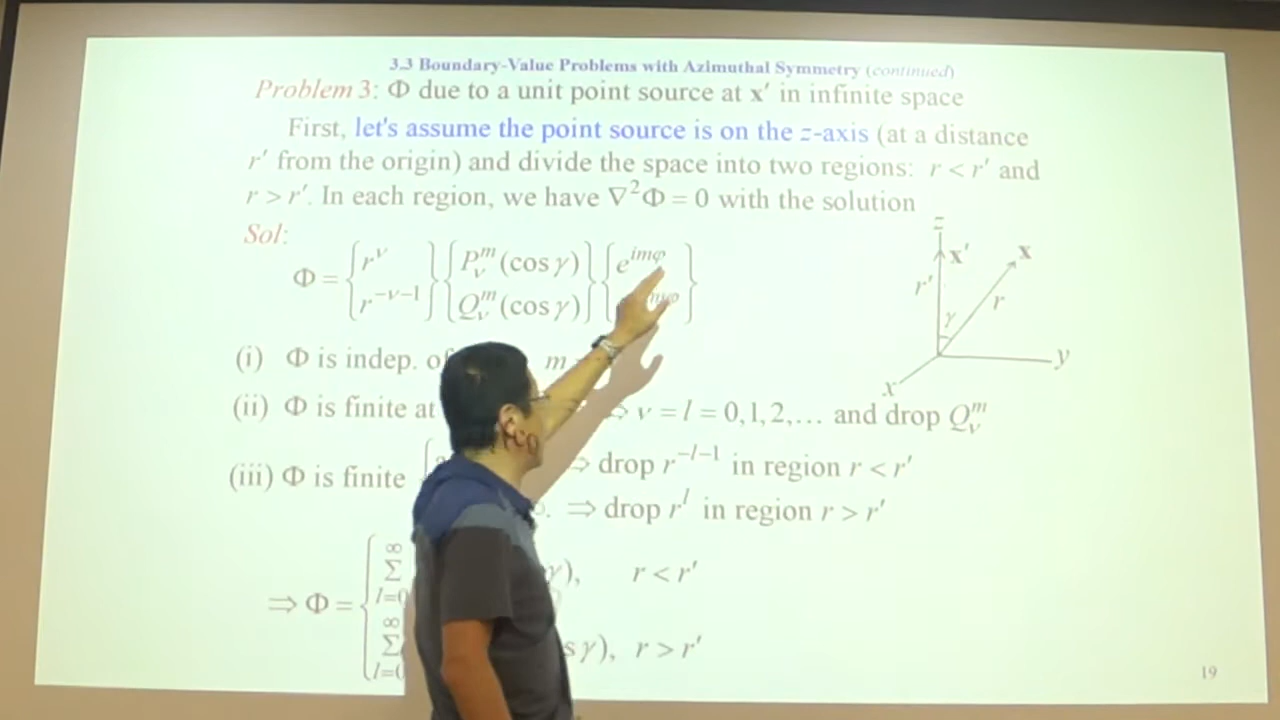 3.3 Boundary-Value Problems with Azimuthal Symmetry (continued)
Problem 3: Φ due to a unit point source at x′ in infinite space
First, let's assume the point source is on the z-axis (at a distance
r′ from the origin) and divide the space into two regions: r < r′ and
r > r′. In each region, we have ∇²Φ = 0 with the solution
Sol:
Φ = { r^ν r^{-ν-1} } { P_ν^m (cos γ) Q_ν^m (cos γ) } { e^{imφ} }
z
x′
x
r′
r
γ
y
x
(i) Φ is indep. of m
(ii) Φ is finite at ⇒ ν = l = 0, 1, 2, … and drop Q_ν^m
(iii) Φ is finite { ⇒ drop r^{-l-1} in region r < r′
⇒ drop r^l in region r > r′
⇒ Φ = { ∞ Σ l=0 γ), r < r′
∞ Σ l=0 s γ), r > r′
19